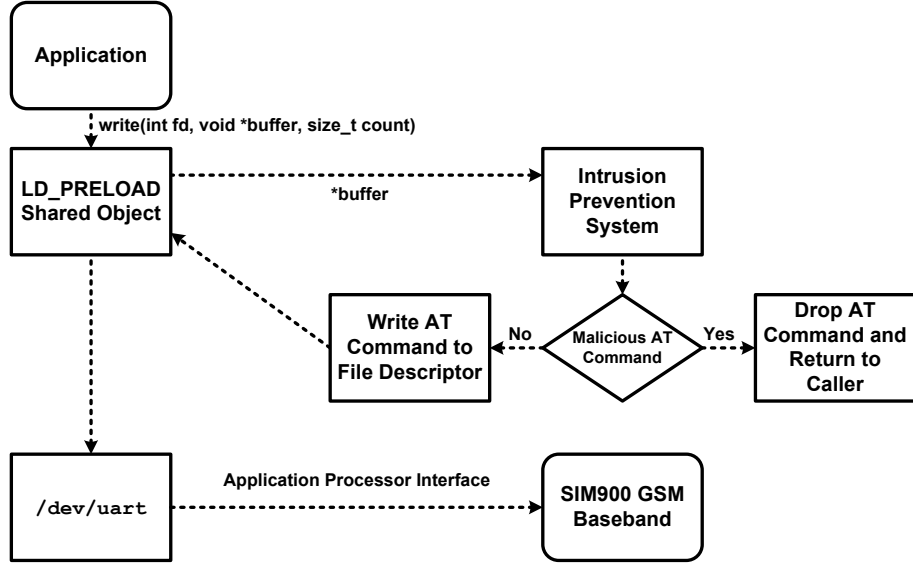 Application
write(int fd, void *buffer, size_t count)
LD_PRELOAD
Shared Object
*buffer
Intrusion
Prevention
System
Write AT
Command to
File Descriptor
No
Malicious AT
Command
Yes
Drop AT
Command and
Return to
Caller
/dev/uart
Application Processor Interface
SIM900 GSM
Baseband